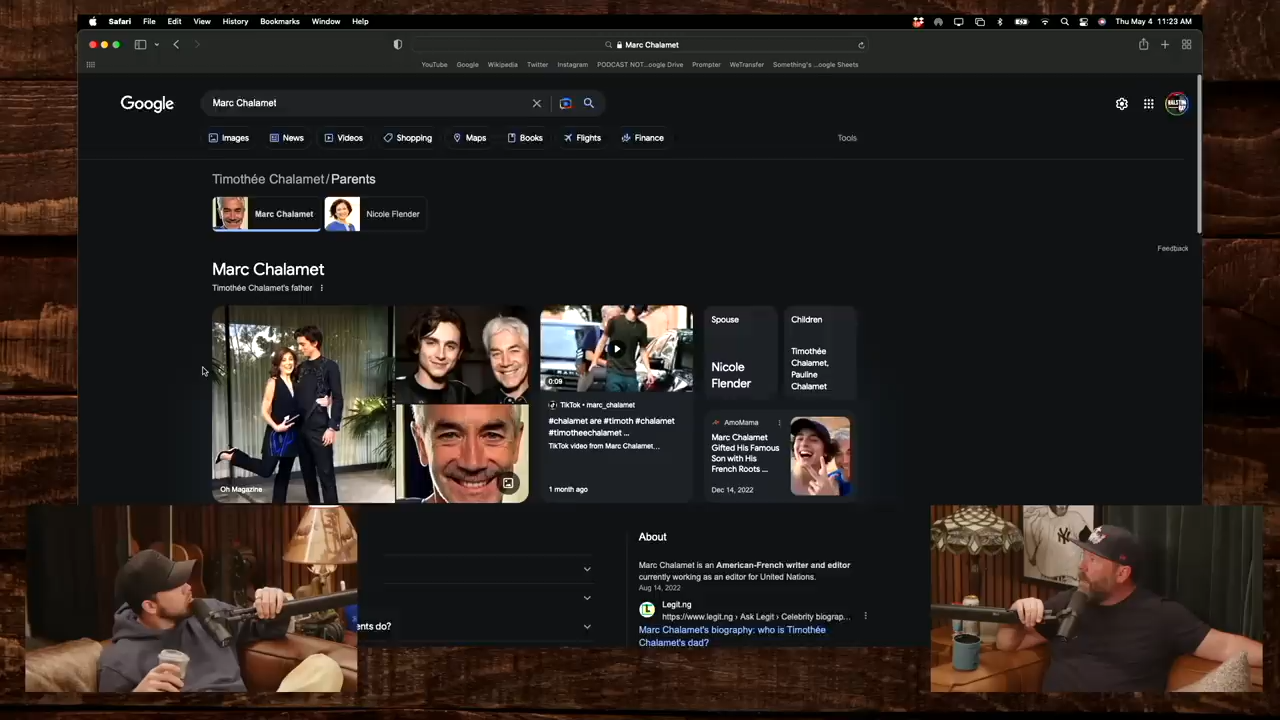 Safari File Edit View History Bookmarks Window Help
Thu May 4 11:23 AM
Marc Chalamet
YouTube Google Wikipedia Twitter Instagram PODCAST NOT...oogle Drive Prompter WeTransfer Something's ...oogle Sheets
Google
Marc Chalamet
Images News Videos Shopping Maps Books Flights Finance
Tools
Timothée Chalamet/Parents
Marc Chalamet
Nicole Flender
Feedback
Marc Chalamet
Timothée Chalamet's father
Oh Magazine
0:09
TikTok • marc_chalamet
#chalamet are #timoth #chalamet
#timotheechalamet ...
TikTok video from Marc Chalamet...
1 month ago
Spouse
Nicole
Flender
Children
Timothée
Chalamet,
Pauline
Chalamet
AmoMama
Marc Chalamet
Gifted His Famous
Son with His
French Roots ...
Dec 14, 2022
ents do?
About
Marc Chalamet is an American-French writer and editor
currently working as an editor for United Nations.
Aug 14, 2022
Legit.ng
https://www.legit.ng › Ask Legit › Celebrity biograp...
Marc Chalamet's biography: who is Timothée
Chalamet's dad?